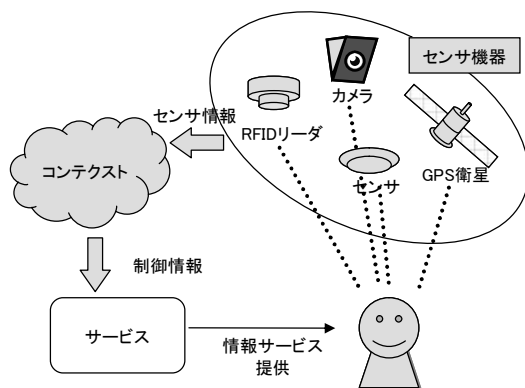 センサ機器
カメラ
センサ情報
RFIDリーダ
コンテクスト
センサ
GPS衛星
制御情報
サービス
情報サービス
提供